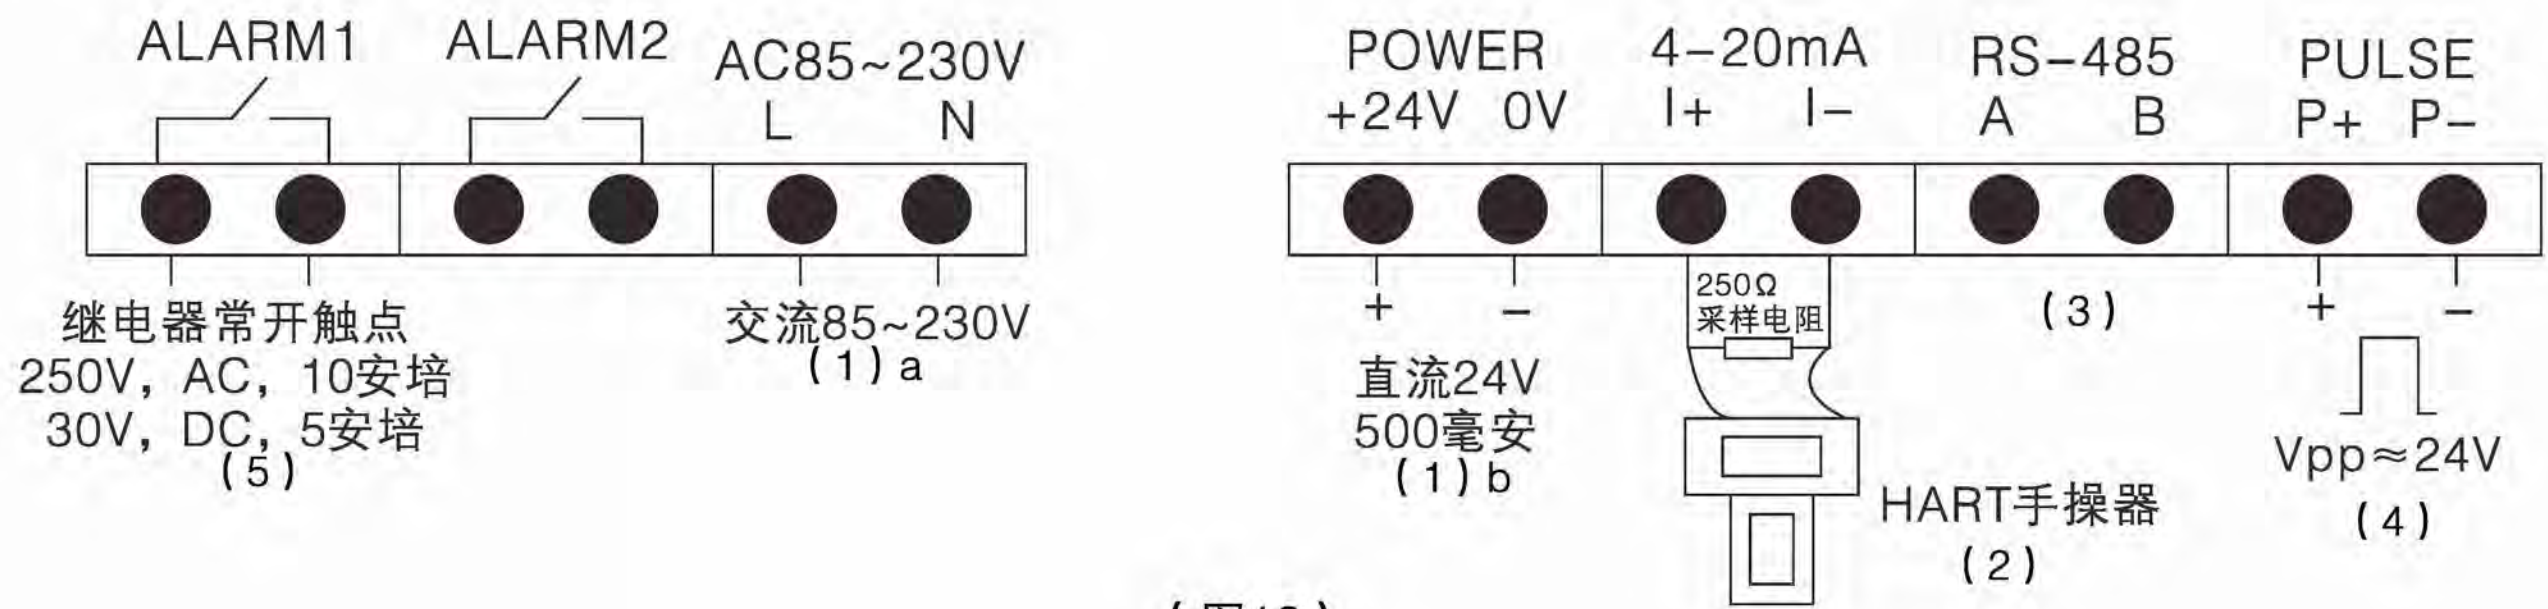 ALARM1 ALARM2 AC85~230V
L N
继电器常开触点
250V, AC, 10安培
30V, DC, 5安培
(5)
交流85~230V
(1)a
POWER 4-20mA RS-485 PULSE
+24V 0V I+ I- A B P+ P-
+ -
直流24V
500毫安
(1)b
250Ω
采样电阻
HART手操器
(2)
(3)
+ -
Vpp≈24V
(4)